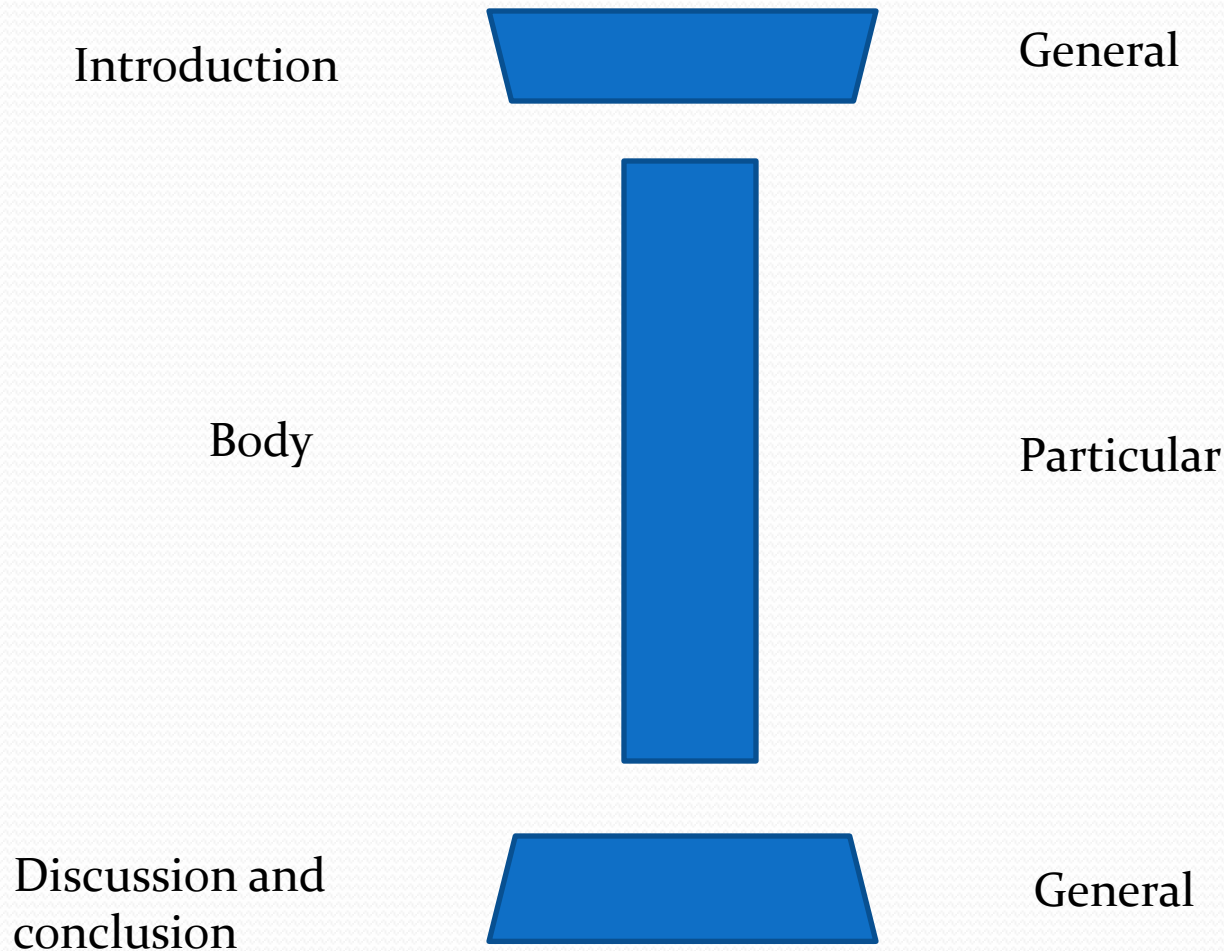 Introduction
General
Body
Particular
Discussion and
conclusion
General